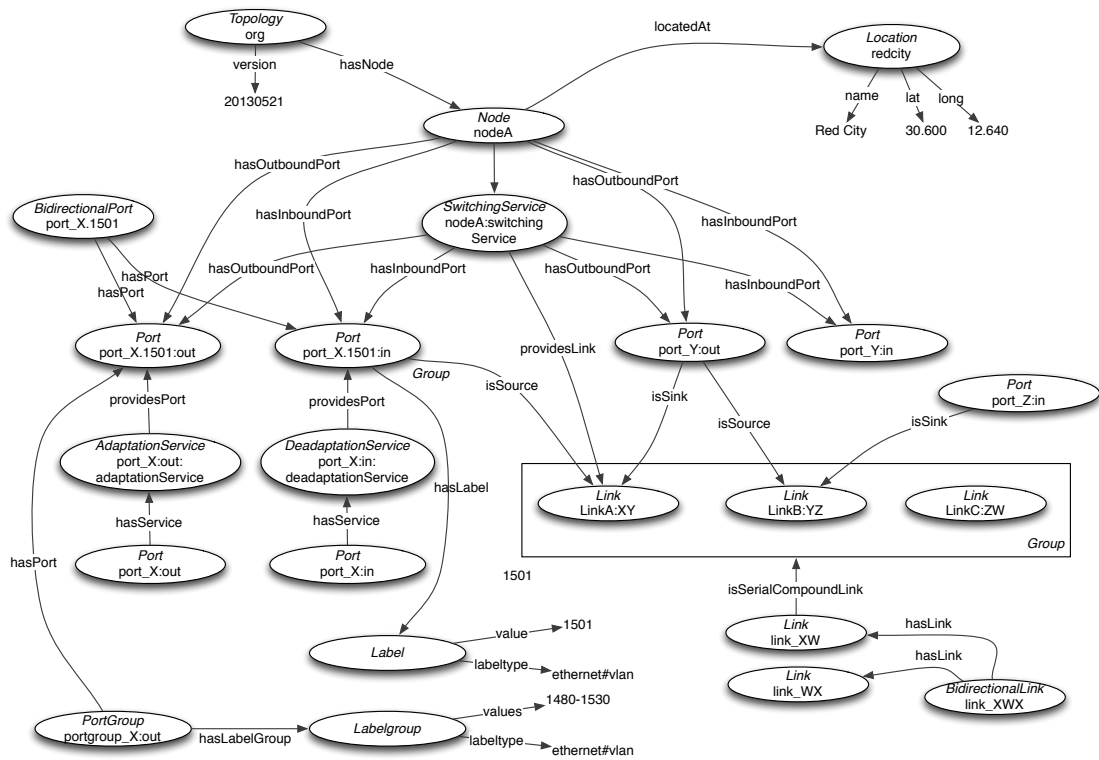 Topology
org
version
20130521
hasNode
locatedAt
Location
redcity
name
lat
long
Red City
30.600
12.640
Node
nodeA
hasOutboundPort
hasInboundPort
hasOutboundPort
hasInboundPort
BidirectionalPort
port_X.1501
SwitchingService
nodeA:switching
Service
hasPort
hasPort
hasOutboundPort
hasInboundPort
hasOutboundPort
hasInboundPort
Port
port_X.1501:out
Port
port_X.1501:in
Group
providesLink
Port
port_Y:out
Port
port_Y:in
isSource
isSink
isSource
Port
port_Z:in
isSink
providesPort
providesPort
AdaptationService
port_X:out:
adaptationService
DeadaptationService
port_X:in:
deadaptationService
hasLabel
hasService
hasService
Port
port_X:out
Port
port_X:in
hasPort
Link
LinkA:XY
Link
LinkB:YZ
Link
LinkC:ZW
Group
1501
isSerialCompoundLink
Link
link_XW
hasLink
Link
link_WX
hasLink
BidirectionalLink
link_XWX
Label
value
1501
labeltype
ethernet#vlan
PortGroup
portgroup_X:out
hasLabelGroup
Labelgroup
values
1480-1530
labeltype
ethernet#vlan